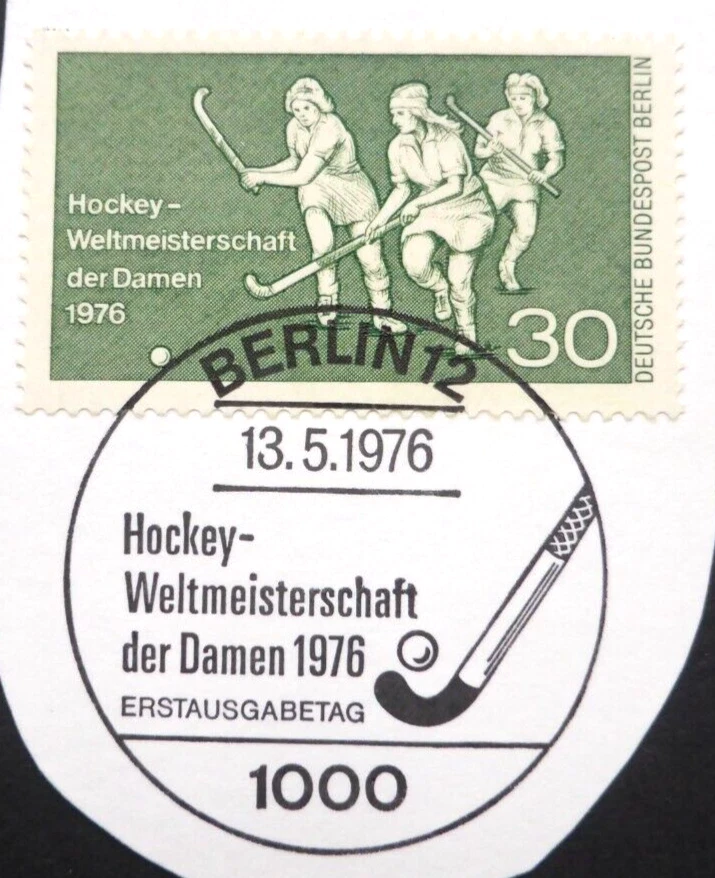 Hockey-
Weltmeisterschaft
der Damen
1976
30
DEUTSCHE BUNDESPOST BERLIN
BERLIN 12
13.5.1976
Hockey-
Weltmeisterschaft
der Damen 1976
ERSTAUSGABETAG
1000